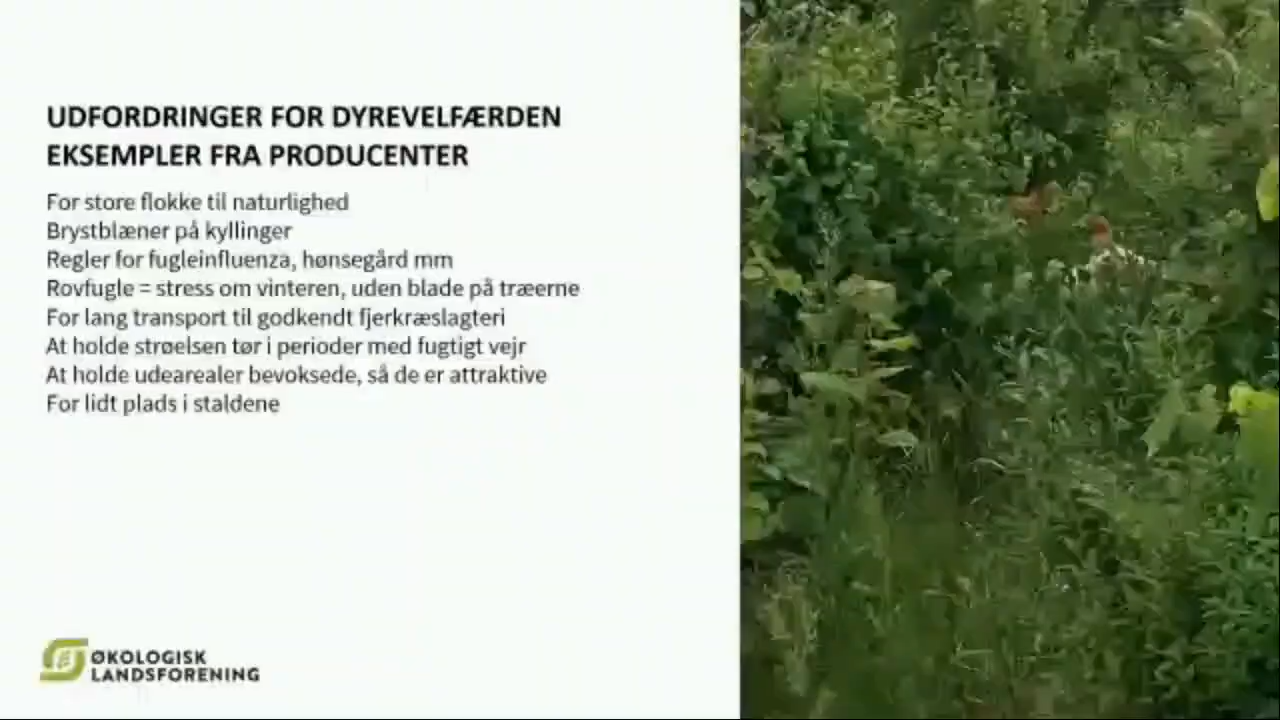 UDFORDRINGER FOR DYREVELFÆRDEN
EKSEMPLER FRA PRODUCENTER
For store flokke til naturlighed
Brystblæner på kyllinger
Regler for fugleinfluenza, hønsegård mm
Rovfugle = stress om vinteren, uden blade på træerne
For lang transport til godkendt fjerkræslagteri
At holde strøelsen tør i perioder med fugtigt vejr
At holde udearealer bevoksede, så de er attraktive
For lidt plads i staldene
ØKOLOGISK
LANDSFORENING